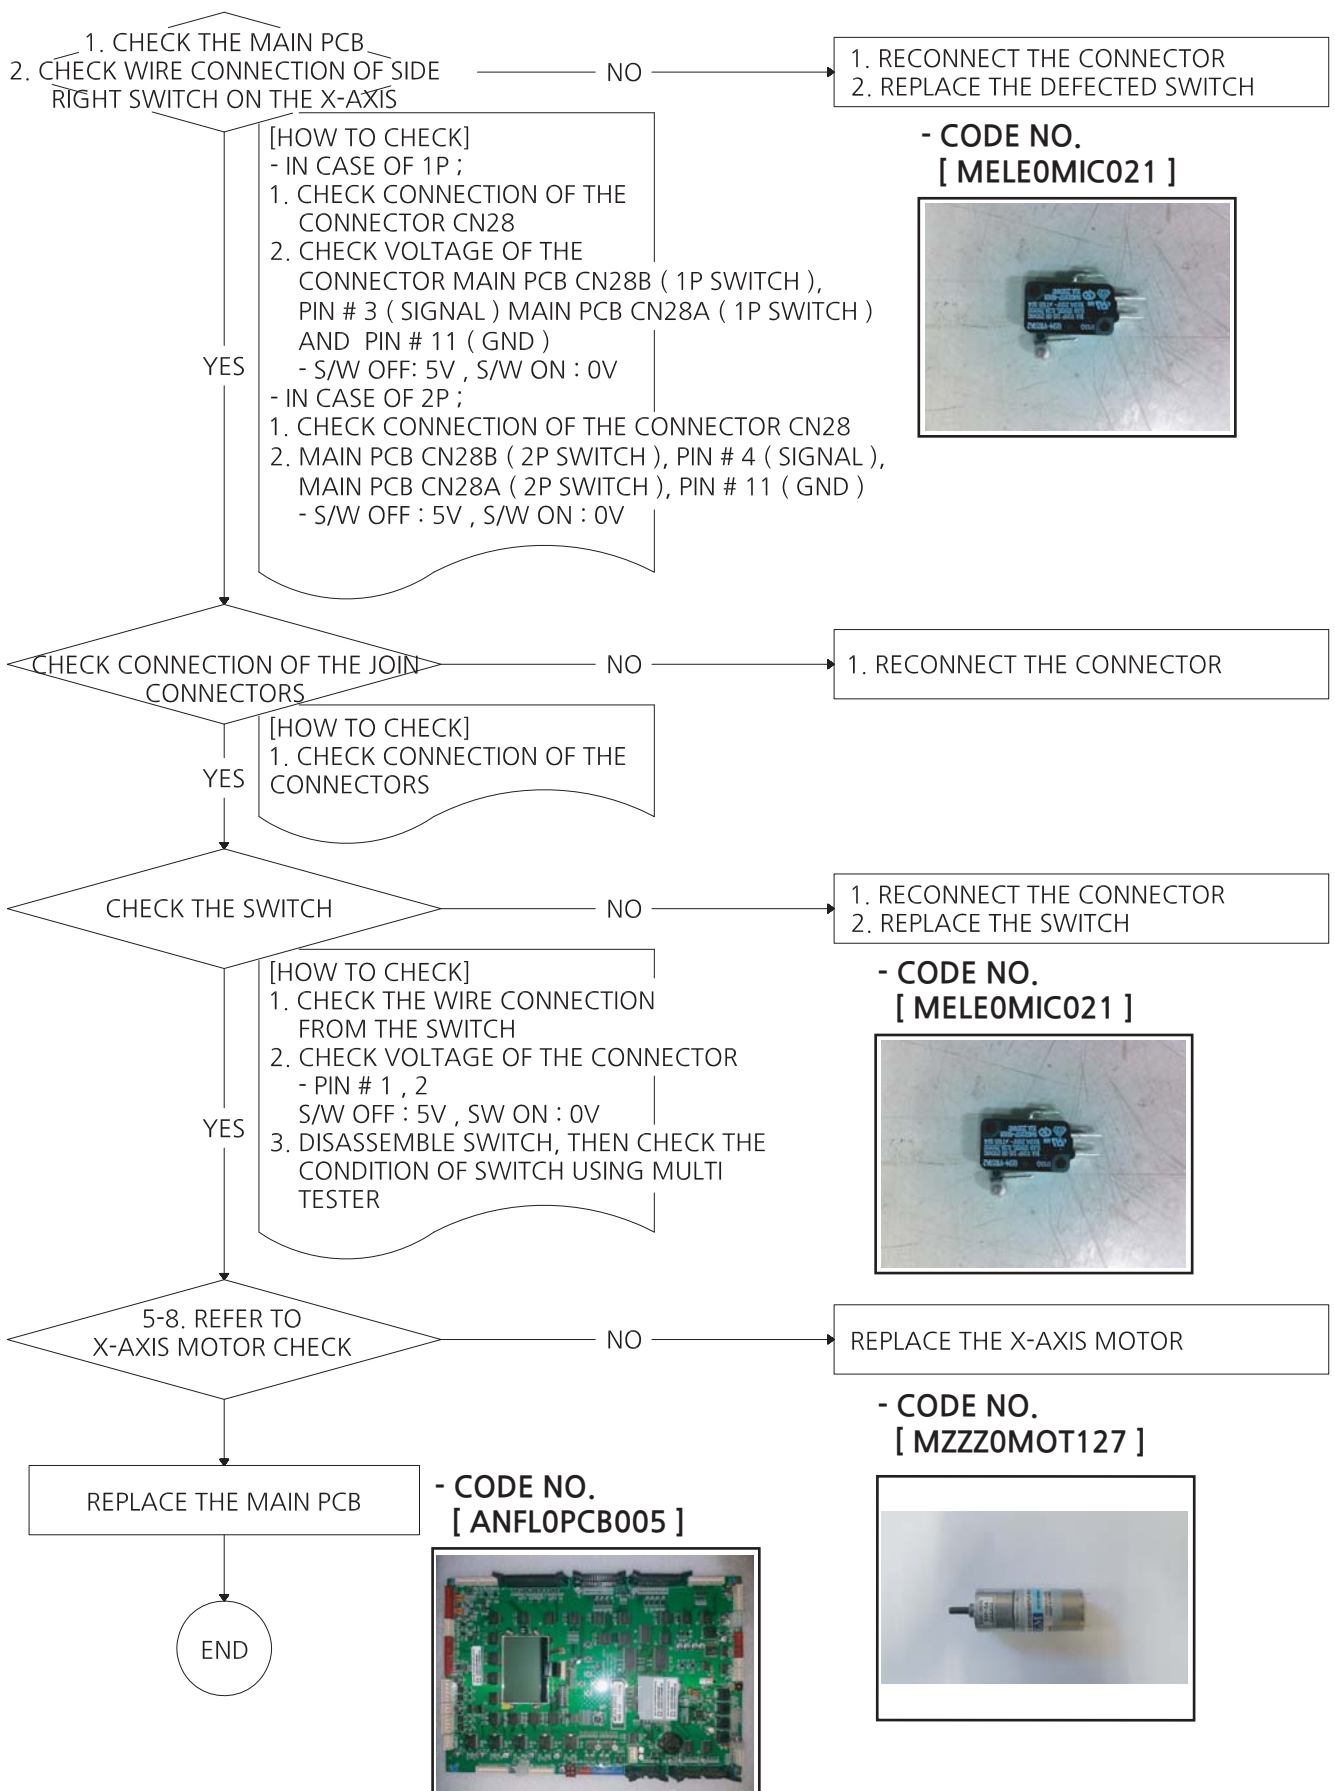 1. CHECK THE MAIN PCB
2. CHECK WIRE CONNECTION OF SIDE
RIGHT SWITCH ON THE X-AXIS
NO
1. RECONNECT THE CONNECTOR
2. REPLACE THE DEFECTED SWITCH
- CODE NO.
[ MELE0MIC021 ]
[HOW TO CHECK]
- IN CASE OF 1P ;
1. CHECK CONNECTION OF THE
CONNECTOR CN28
2. CHECK VOLTAGE OF THE
CONNECTOR MAIN PCB CN28B ( 1P SWITCH ),
PIN # 3 ( SIGNAL ) MAIN PCB CN28A ( 1P SWITCH )
AND PIN # 11 ( GND )
- S/W OFF: 5V , S/W ON : 0V
- IN CASE OF 2P ;
1. CHECK CONNECTION OF THE CONNECTOR CN28
2. MAIN PCB CN28B ( 2P SWITCH ), PIN # 4 ( SIGNAL ),
MAIN PCB CN28A ( 2P SWITCH ), PIN # 11 ( GND )
- S/W OFF : 5V , S/W ON : 0V
YES
CHECK CONNECTION OF THE JOIN
CONNECTORS
NO
1. RECONNECT THE CONNECTOR
[HOW TO CHECK]
1. CHECK CONNECTION OF THE
CONNECTORS
YES
CHECK THE SWITCH
NO
1. RECONNECT THE CONNECTOR
2. REPLACE THE SWITCH
- CODE NO.
[ MELE0MIC021 ]
[HOW TO CHECK]
1. CHECK THE WIRE CONNECTION
FROM THE SWITCH
2. CHECK VOLTAGE OF THE CONNECTOR
- PIN # 1 , 2
S/W OFF : 5V , SW ON : 0V
3. DISASSEMBLE SWITCH, THEN CHECK THE
CONDITION OF SWITCH USING MULTI
TESTER
YES
5-8. REFER TO
X-AXIS MOTOR CHECK
NO
REPLACE THE X-AXIS MOTOR
- CODE NO.
[ MZZZ0MOT127 ]
REPLACE THE MAIN PCB
- CODE NO.
[ ANFL0PCB005 ]
END